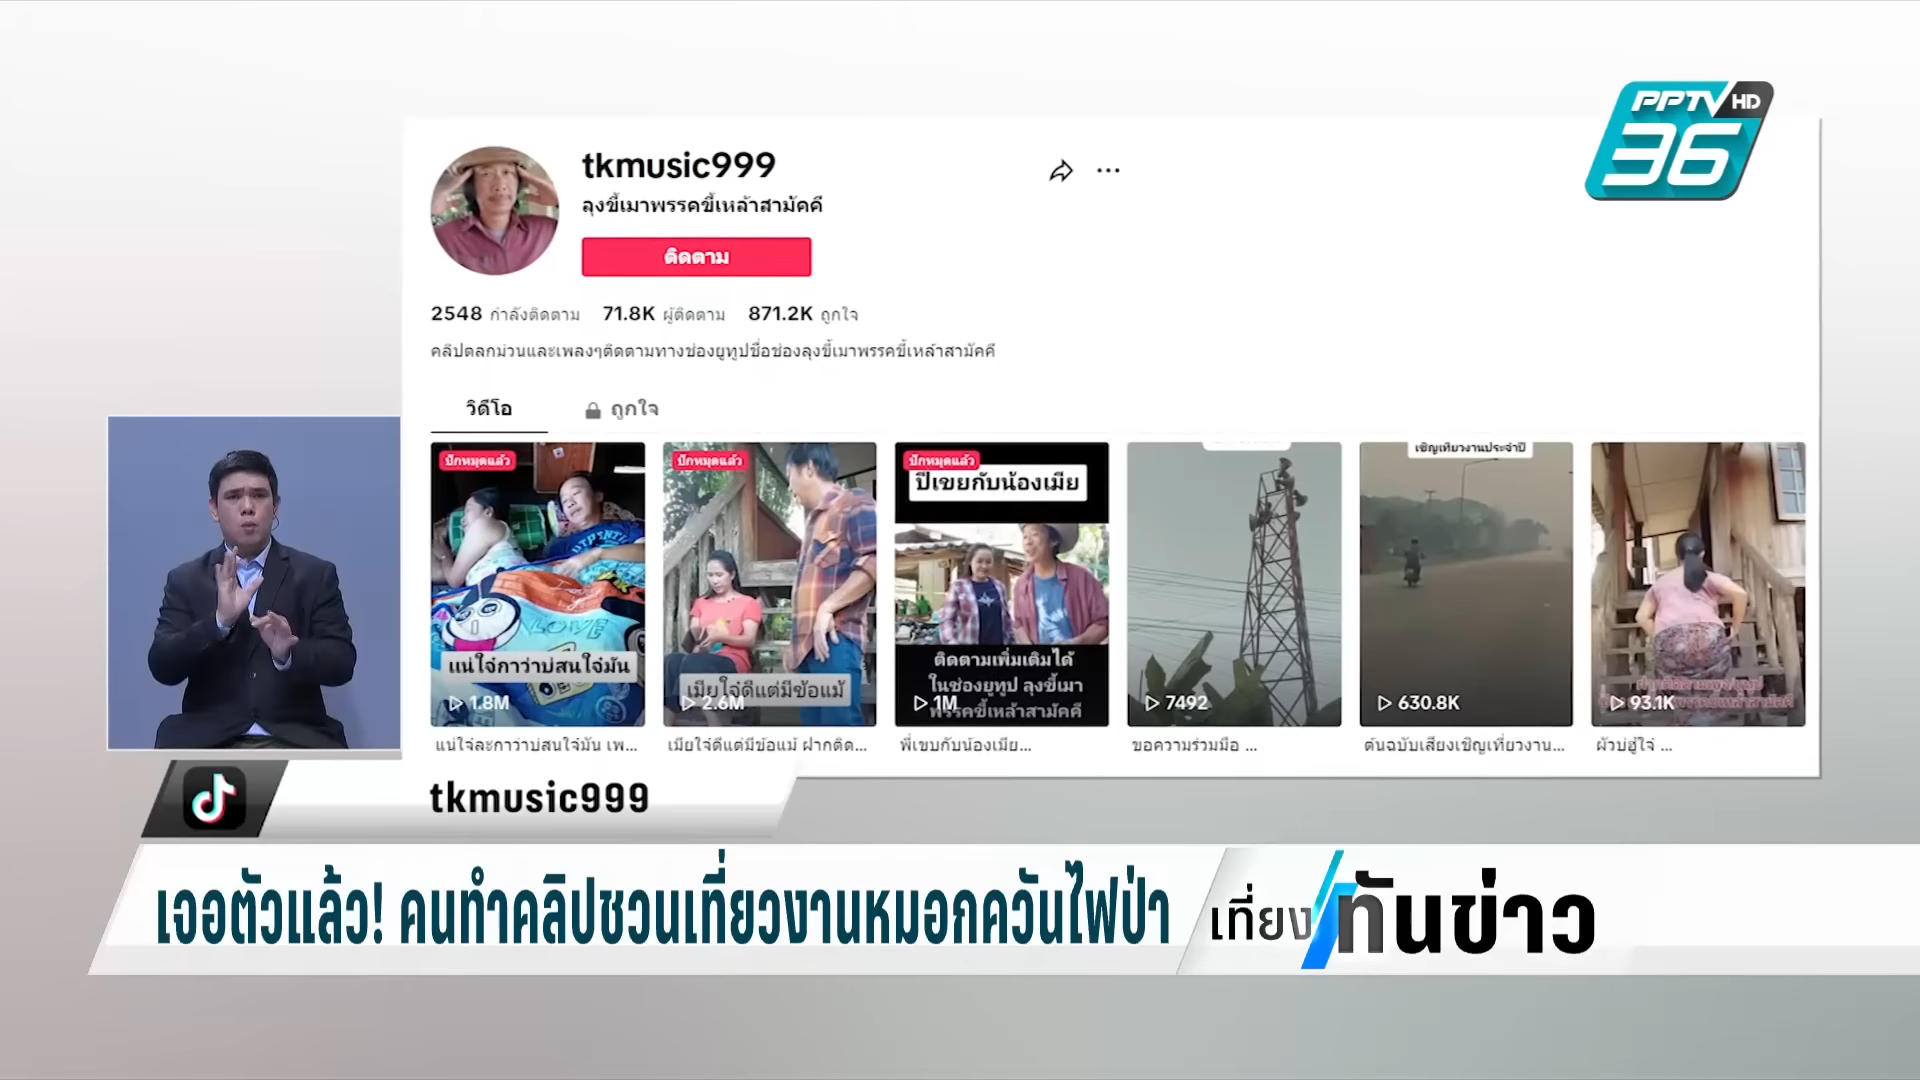 PPTV HD
36
tkmusic999
ลุงขี้เมาพรรคขี้เหล้าสามัคคี
ติดตาม
2548 กำลังติดตาม 71.8K ผู้ติดตาม 871.2K ถูกใจ
คลิปตลกม่วนและเพลงๆติดตามทางช่องยูทูปชื่อช่องลุงขี้เมาพรรคขี้เหล้าสามัคคี
วิดีโอ ถูกใจ
ปักหมุดแล้ว
แน่ใจ๋กาว่าบ่สนใจ๋มัน
1.8M
แน่ใจ๋ละกาว่าบ่สนใจ๋มัน เพ...
ปักหมุดแล้ว
เมียใจ๋ดีแต่มีข้อแม้
2.6M
เมียใจ๋ดีแต่มีข้อแม้ ฝากติด...
ปักหมุดแล้ว
ปี้เขยกับน้องเมีย
ติดตามเพิ่มเติมได้
ในช่องยูทูป ลุงขี้เมา
พรรคขี้เหล้าสามัคคี
1M
พี่เขบกับน้องเมีย...
7492
ขอความร่วมมือ ...
เชิญเที่ยวงานประจำปี
630.8K
ต้นฉบับเสียงเชิญเที่ยวงาน...
93.1K
ผัวบ่ฮู้ใจ๋ ...
tkmusic999
เจอตัวแล้ว! คนทำคลิปชวนเที่ยวงานหมอกควันไฟป่า
เที่ยงทันข่าว